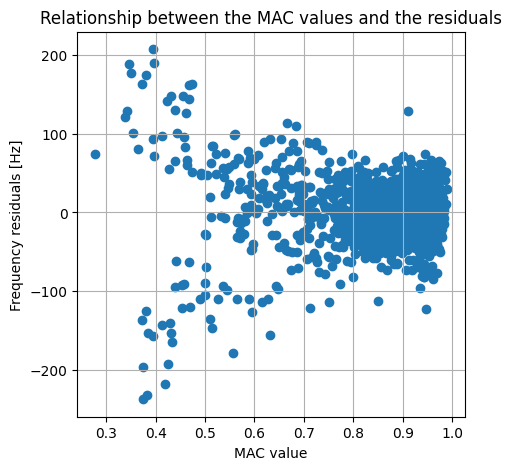 Relationship between the MAC values and the residuals
Frequency residuals [Hz]
200
100
0
−100
−200
0.3 0.4 0.5 0.6 0.7 0.8 0.9 1.0
MAC value